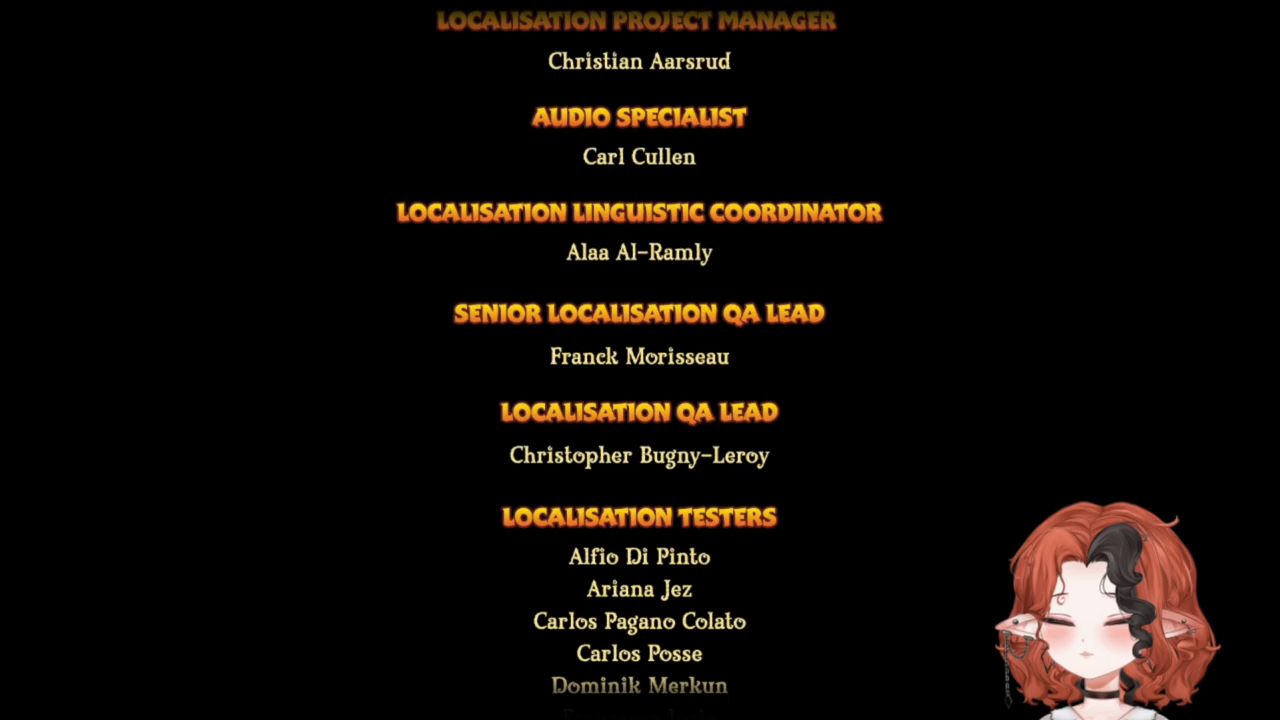 LOCALISATION PROJECT MANAGER
Christian Aarsrud
AUDIO SPECIALIST
Carl Cullen
LOCALISATION LINGUISTIC COORDINATOR
Alaa Al-Ramly
SENIOR LOCALISATION QA LEAD
Franck Morisseau
LOCALISATION QA LEAD
Christopher Bugny-Leroy
LOCALISATION TESTERS
Alfio Di Pinto
Ariana Jez
Carlos Pagano Colato
Carlos Posse
Dominik Merkun